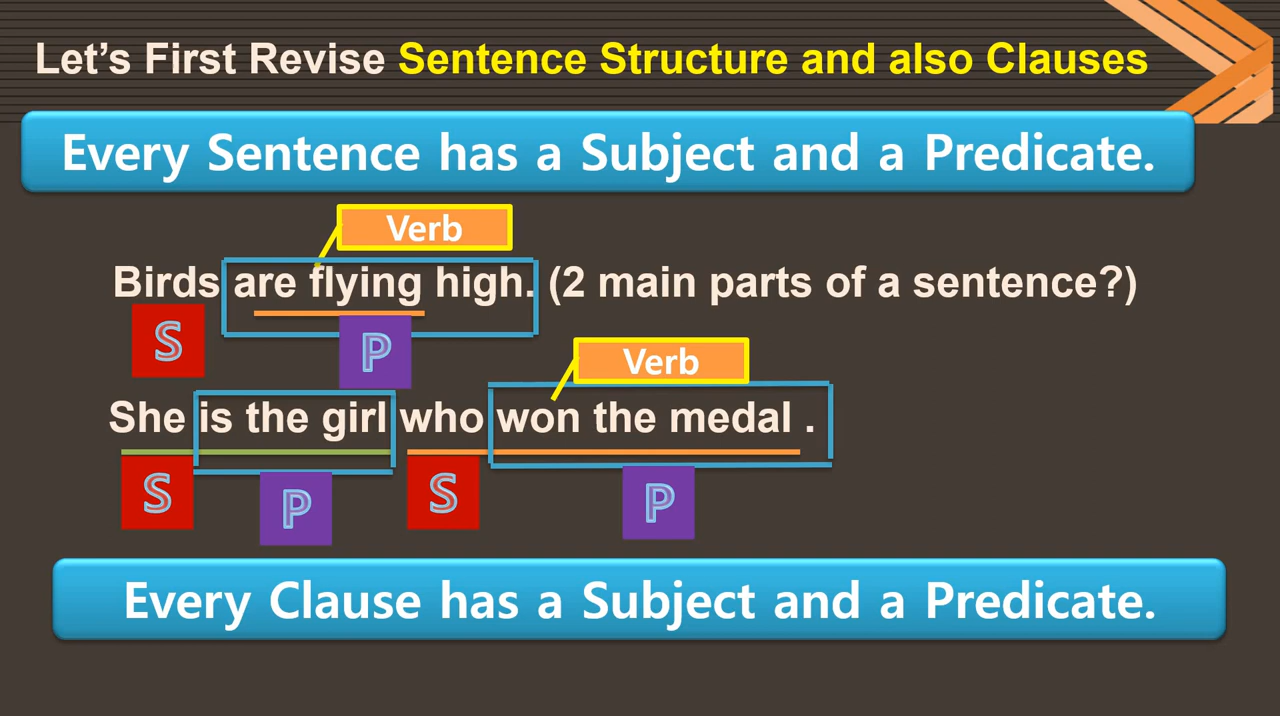 Let's First Revise Sentence Structure and also Clauses
Every Sentence has a Subject and a Predicate.
Verb
Birds are flying high. (2 main parts of a sentence?)
S P
Verb
She is the girl who won the medal .
S P S P
Every Clause has a Subject and a Predicate.